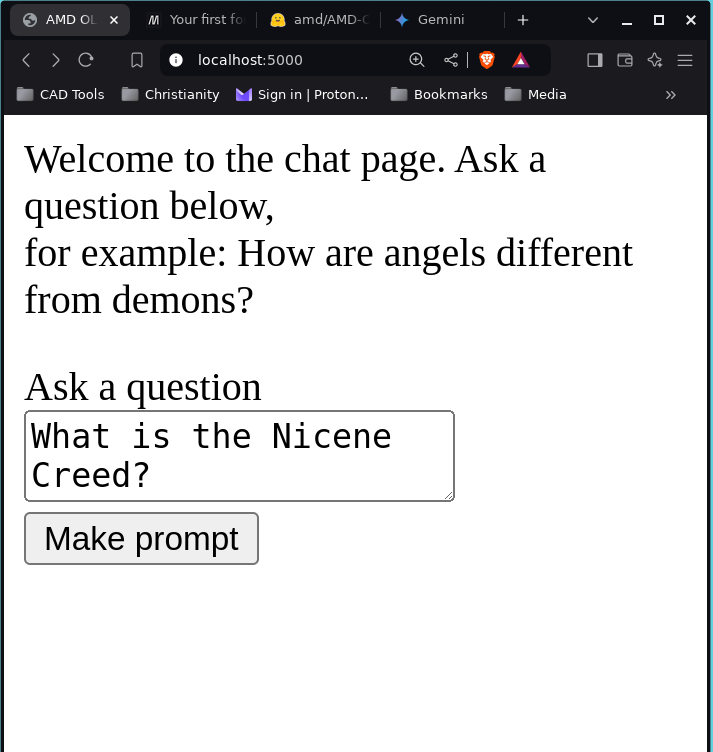 AMD OL
Your first fo
amd/AMD-O
Gemini
localhost:5000
CAD Tools
Christianity
Sign in | Proton...
Bookmarks
Media
Welcome to the chat page. Ask a
question below,
for example: How are angels different
from demons?
Ask a question
What is the Nicene
Creed?
Make prompt